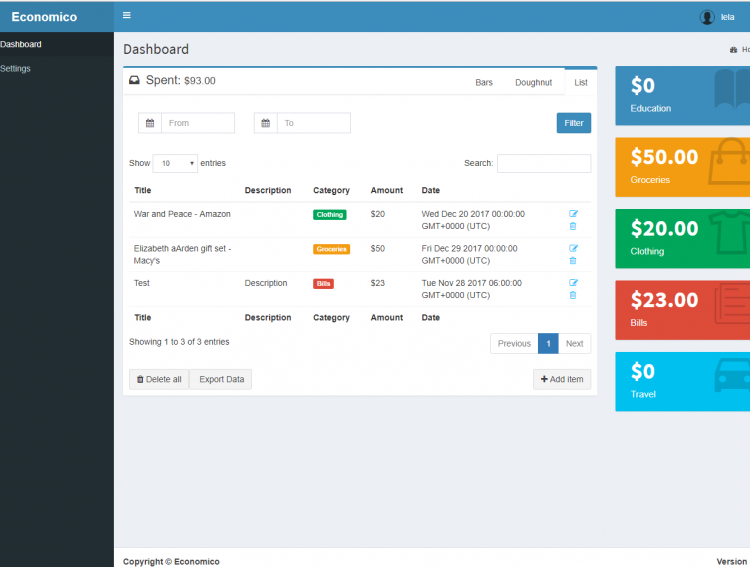 Economico
lela
Dashboard
Settings
Dashboard
Spent: $93.00
Bars Doughnut List
From To Filter
Show 10 entries Search:
Title Description Category Amount Date
War and Peace - Amazon Clothing $20 Wed Dec 20 2017 00:00:00
GMT+0000 (UTC)
Elizabeth aArden gift set - Groceries $50 Fri Dec 29 2017 00:00:00
Macy's GMT+0000 (UTC)
Test Description Bills $23 Tue Nov 28 2017 06:00:00
GMT+0000 (UTC)
Title Description Category Amount Date
Showing 1 to 3 of 3 entries Previous 1 Next
Delete all Export Data Add item
$0
Education
$50.00
Groceries
$20.00
Clothing
$23.00
Bills
$0
Travel
Copyright © Economico Version